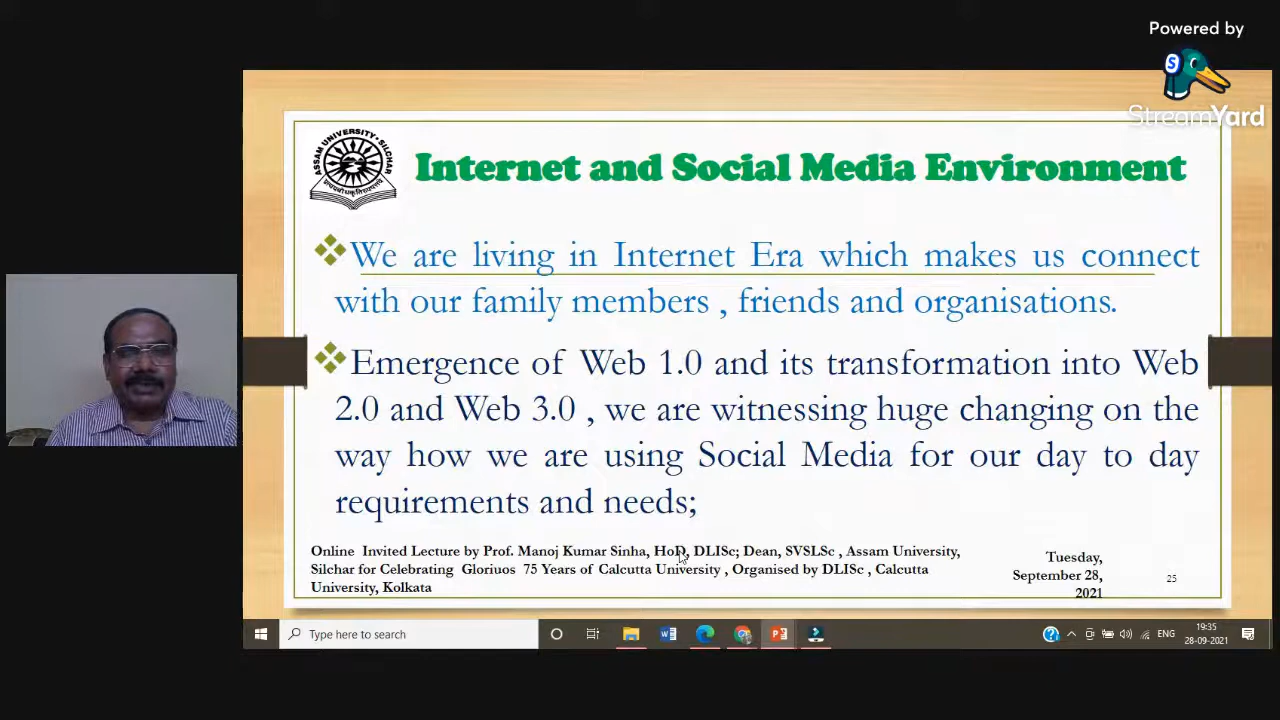 Powered by
StreamYard
ASSAM UNIVERSITY SILCHAR
Internet and Social Media Environment
We are living in Internet Era which makes us connect
with our family members , friends and organisations.
Emergence of Web 1.0 and its transformation into Web
2.0 and Web 3.0 , we are witnessing huge changing on the
way how we are using Social Media for our day to day
requirements and needs;
Online Invited Lecture by Prof. Manoj Kumar Sinha, HoD, DLISc; Dean, SVSLSc , Assam University,
Silchar for Celebrating Gloriuos 75 Years of Calcutta University , Organised by DLISc , Calcutta
University, Kolkata
Tuesday,
September 28,
2021
25
Type here to search
ENG
19:35
28-09-2021